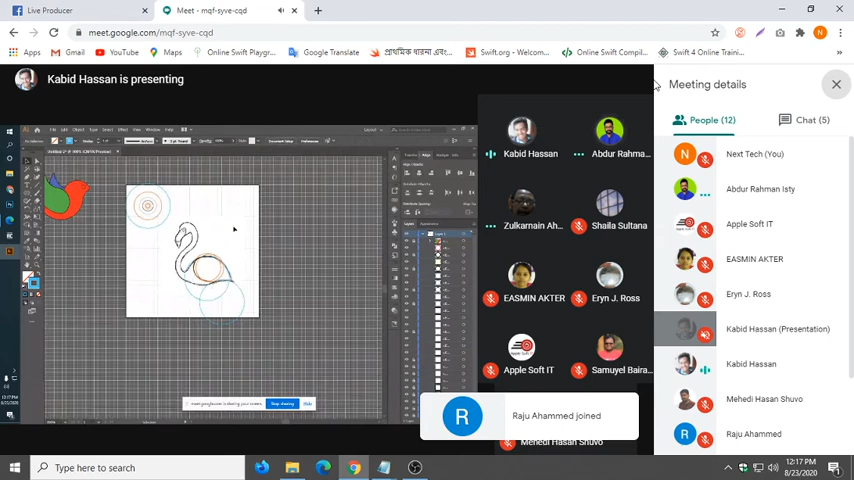 Live Producer
Meet - mqf-syve-cqd
meet.google.com/mqf-syve-cqd
Apps
Gmail
YouTube
Maps
Online Swift Playgr...
Google Translate
প্রাথমিক ধারনা এবং...
Swift.org - Welcom...
Online Swift Compil...
Swift 4 Online Traini...
Kabid Hassan is presenting
Meeting details
People (12)
Chat (5)
Kabid Hassan
Abdur Rahma...
Zulkarnain Ah...
Shaila Sultana
EASMIN AKTER
Eryn J. Ross
Apple Soft IT
Samuyel Baira...
Mehedi Hasan Shuvo
Next Tech (You)
Abdur Rahman Isty
Apple Soft IT
EASMIN AKTER
Eryn J. Ross
Kabid Hassan (Presentation)
Kabid Hassan
Mehedi Hasan Shuvo
Raju Ahammed
R
Raju Ahammed joined
Stop sharing
Hide
Type here to search
12:17 PM
8/23/2020